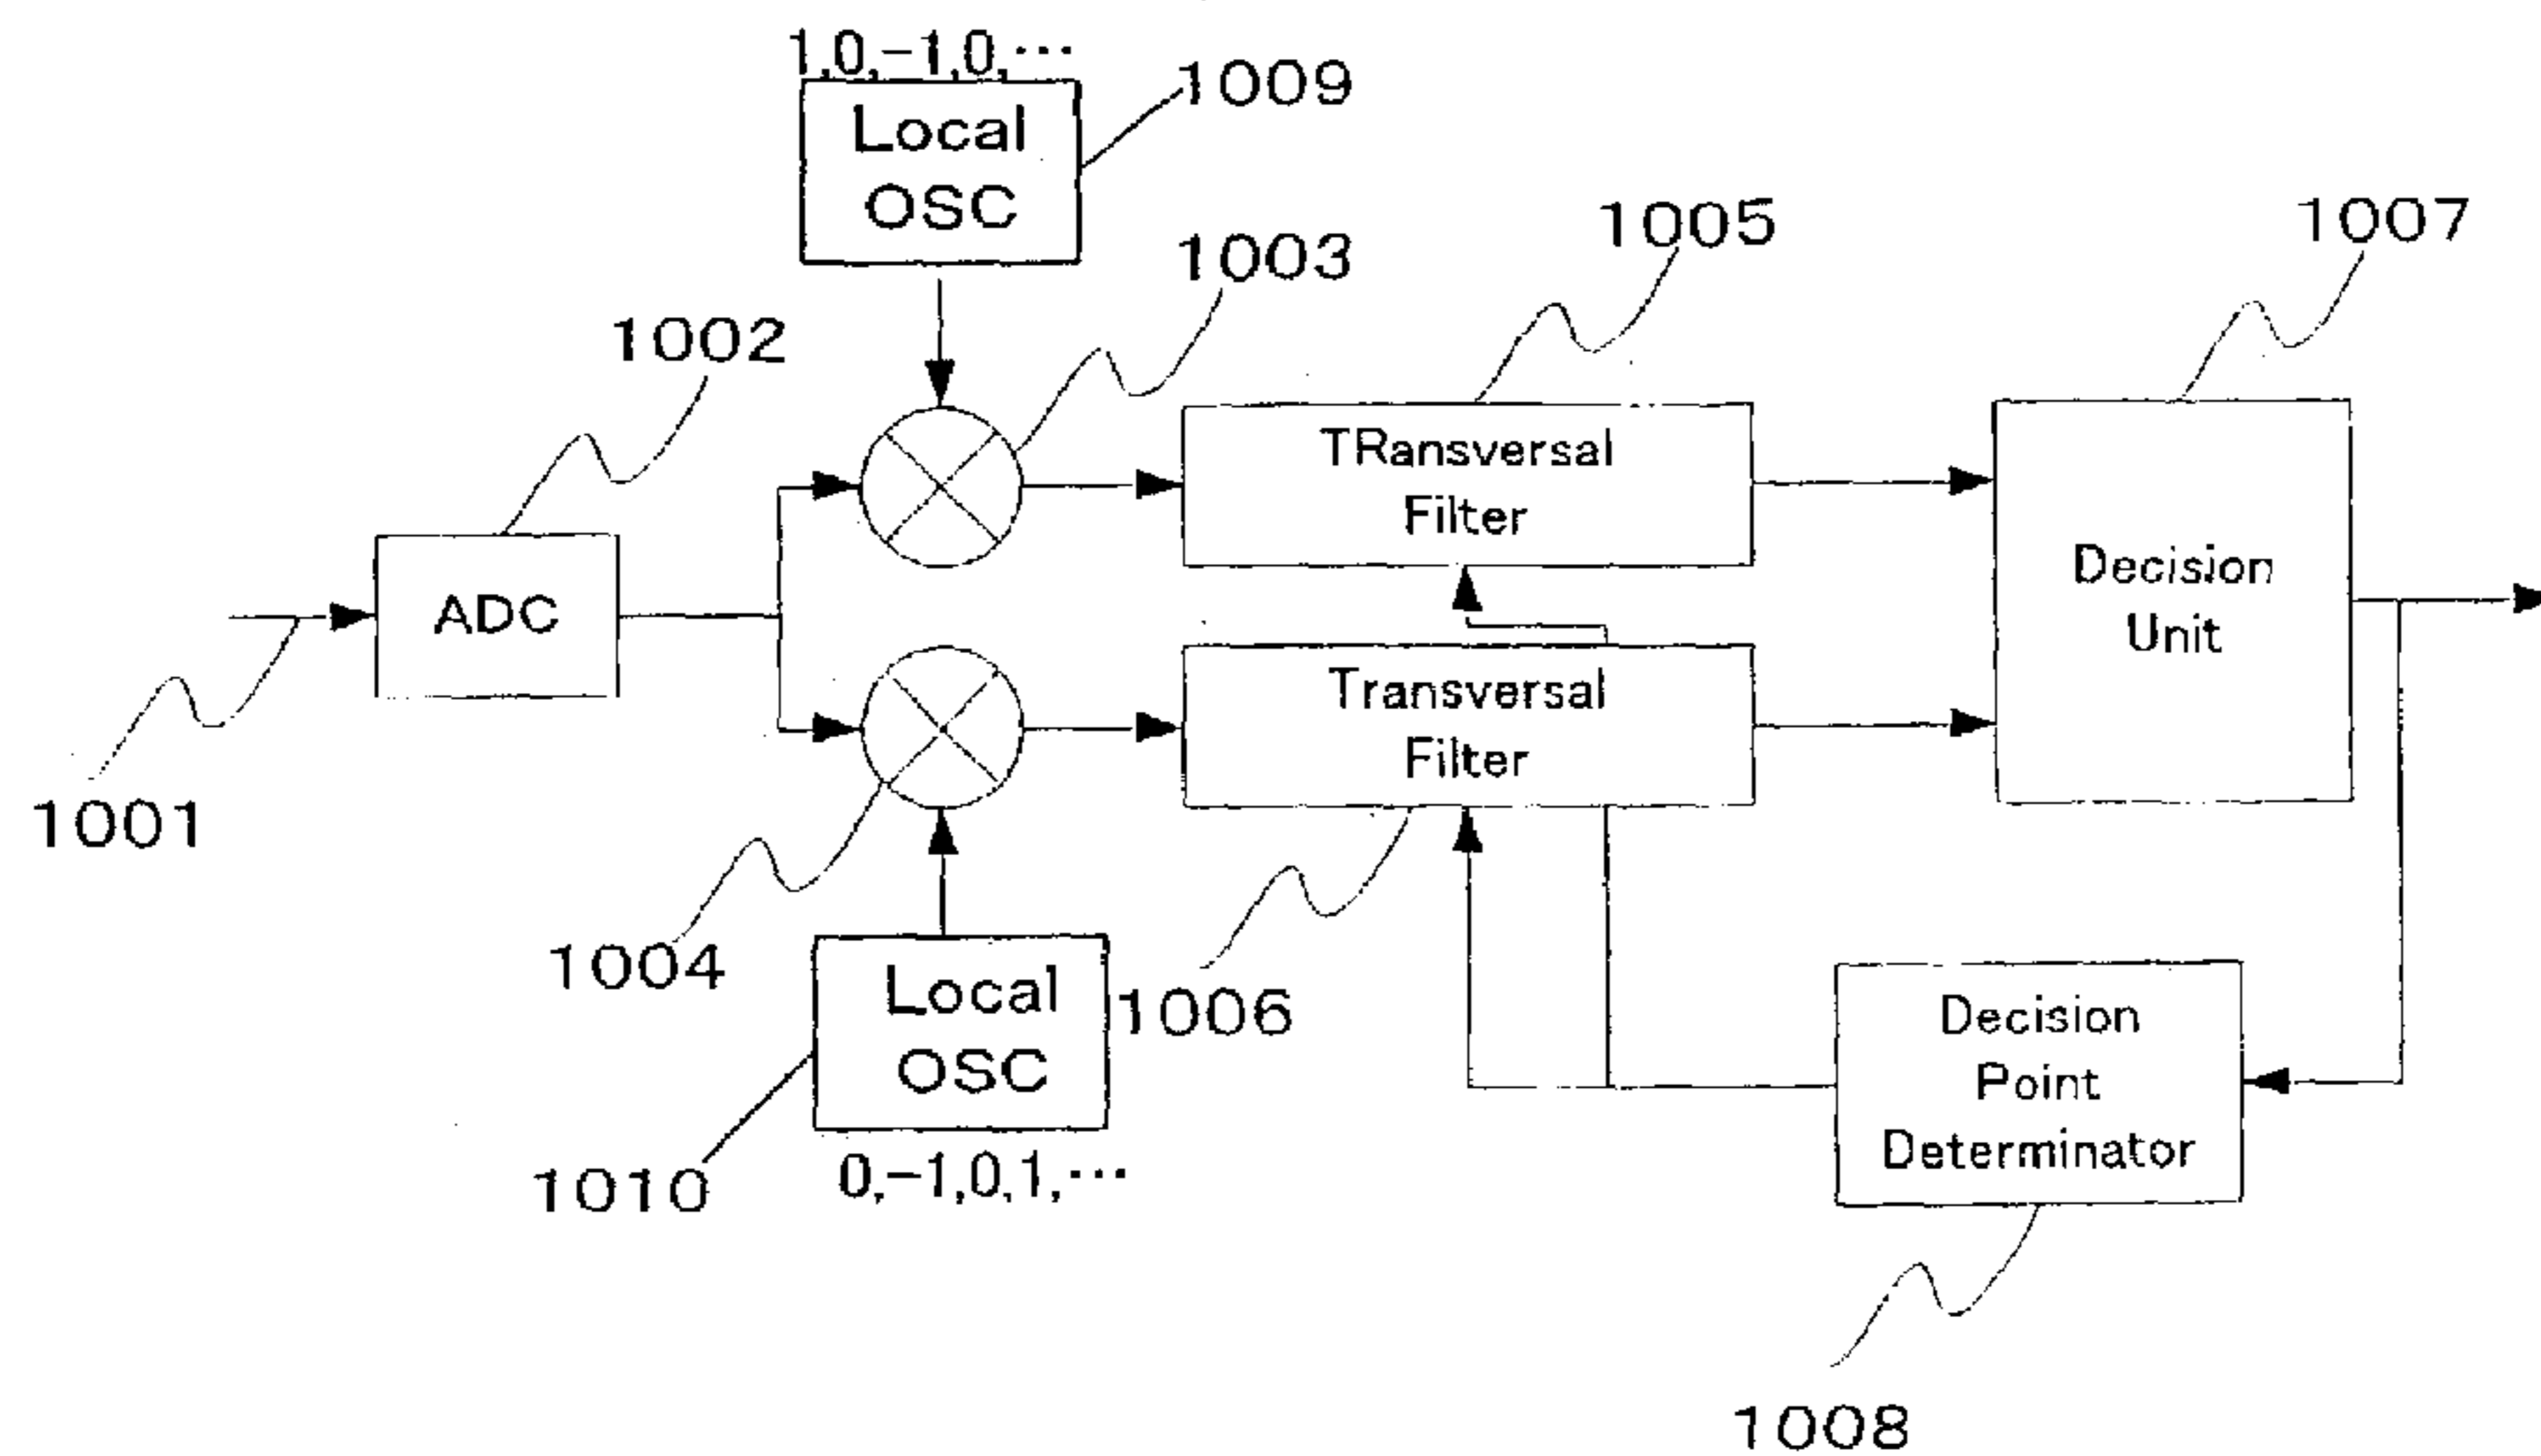 1,0,-1,0,···
Local
OSC
1009
1003
1005
1007
1002
TRansversal
Filter
ADC
Decision
Unit
Transversal
Filter
1001
1004
Local
OSC
1006
Decision
Point
Determinator
1010
0,-1,0,1,···
1008